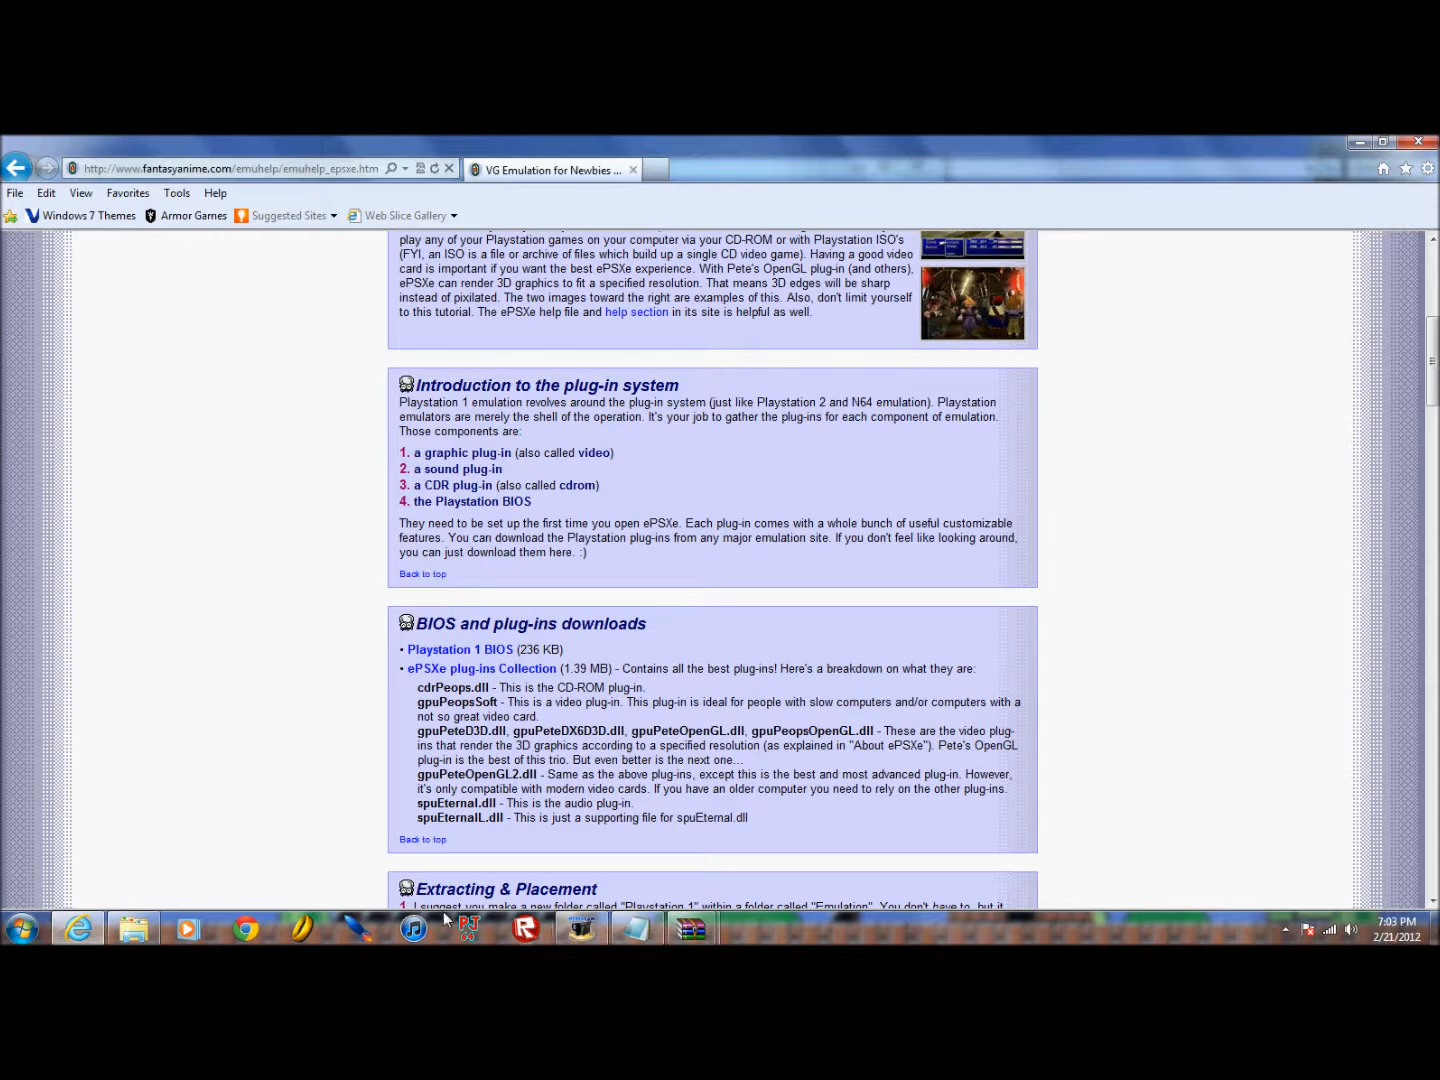 http://www.fantasyanime.com/emuhelp/emuhelp_epsxe.htm
VG Emulation for Newbies ...
File Edit View Favorites Tools Help
Windows 7 Themes Armor Games Suggested Sites Web Slice Gallery
play any of your Playstation games on your computer via your CD-ROM or with Playstation ISO's
(FYI, an ISO is a file or archive of files which build up a single CD video game). Having a good video
card is important if you want the best ePSXe experience. With Pete's OpenGL plug-in (and others),
ePSXe can render 3D graphics to fit a specified resolution. That means 3D edges will be sharp
instead of pixilated. The two images toward the right are examples of this. Also, don't limit yourself
to this tutorial. The ePSXe help file and help section in its site is helpful as well.
Introduction to the plug-in system
Playstation 1 emulation revolves around the plug-in system (just like Playstation 2 and N64 emulation). Playstation
emulators are merely the shell of the operation. It's your job to gather the plug-ins for each component of emulation.
Those components are:
1. a graphic plug-in (also called video)
2. a sound plug-in
3. a CDR plug-in (also called cdrom)
4. the Playstation BIOS
They need to be set up the first time you open ePSXe. Each plug-in comes with a whole bunch of useful customizable
features. You can download the Playstation plug-ins from any major emulation site. If you don't feel like looking around,
you can just download them here. :)
Back to top
BIOS and plug-ins downloads
• Playstation 1 BIOS (236 KB)
• ePSXe plug-ins Collection (1.39 MB) - Contains all the best plug-ins! Here's a breakdown on what they are:
cdrPeops.dll - This is the CD-ROM plug-in.
gpuPeopsSoft - This is a video plug-in. This plug-in is ideal for people with slow computers and/or computers with a
not so great video card.
gpuPeteD3D.dll, gpuPeteDX6D3D.dll, gpuPeteOpenGL.dll, gpuPeopsOpenGL.dll - These are the video plug-
ins that render the 3D graphics according to a specified resolution (as explained in "About ePSXe"). Pete's OpenGL
plug-in is the best of this trio. But even better is the next one...
gpuPeteOpenGL2.dll - Same as the above plug-ins, except this is the best and most advanced plug-in. However,
it's only compatible with modern video cards. If you have an older computer you need to rely on the other plug-ins.
spuEternal.dll - This is the audio plug-in.
spuEternalL.dll - This is just a supporting file for spuEternal.dll
Back to top
Extracting & Placement
1. I suggest you make a new folder called "Playstation 1" within a folder called "Emulation". You don't have to, but it
7:03 PM
2/21/2012